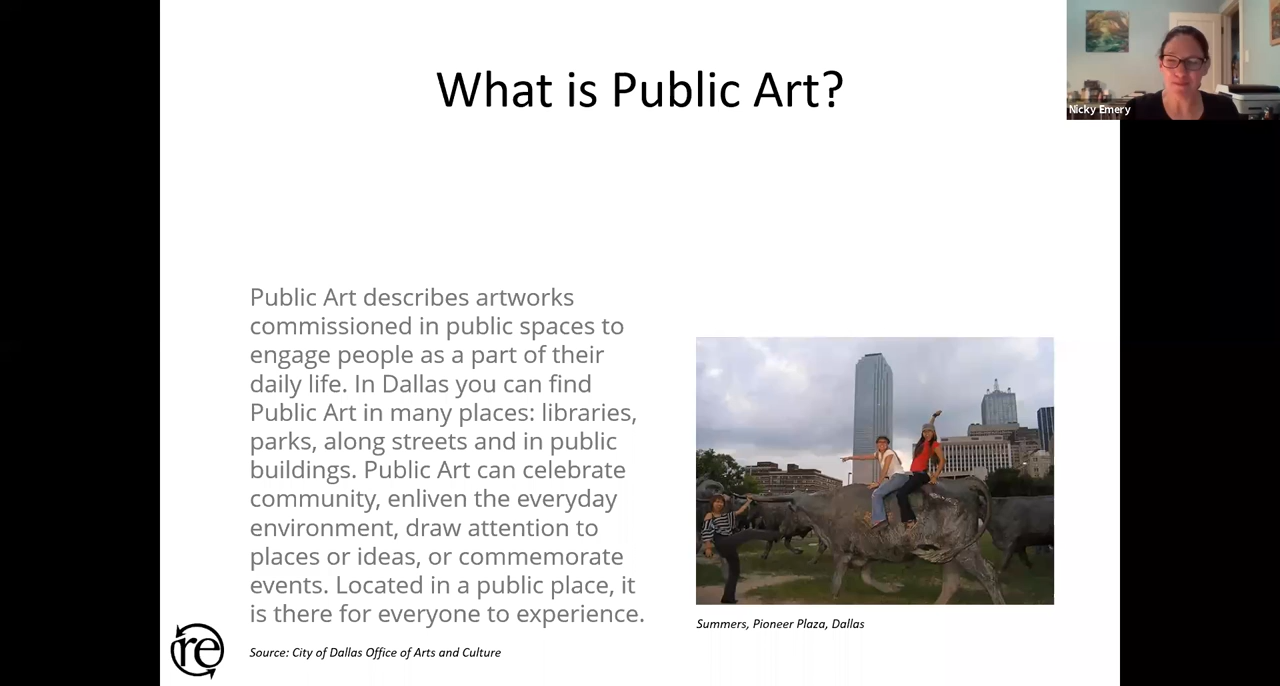 What is Public Art?
Nicky Emery
Public Art describes artworks
commissioned in public spaces to
engage people as a part of their
daily life. In Dallas you can find
Public Art in many places: libraries,
parks, along streets and in public
buildings. Public Art can celebrate
community, enliven the everyday
environment, draw attention to
places or ideas, or commemorate
events. Located in a public place, it
is there for everyone to experience.
Summers, Pioneer Plaza, Dallas
re
Source: City of Dallas Office of Arts and Culture